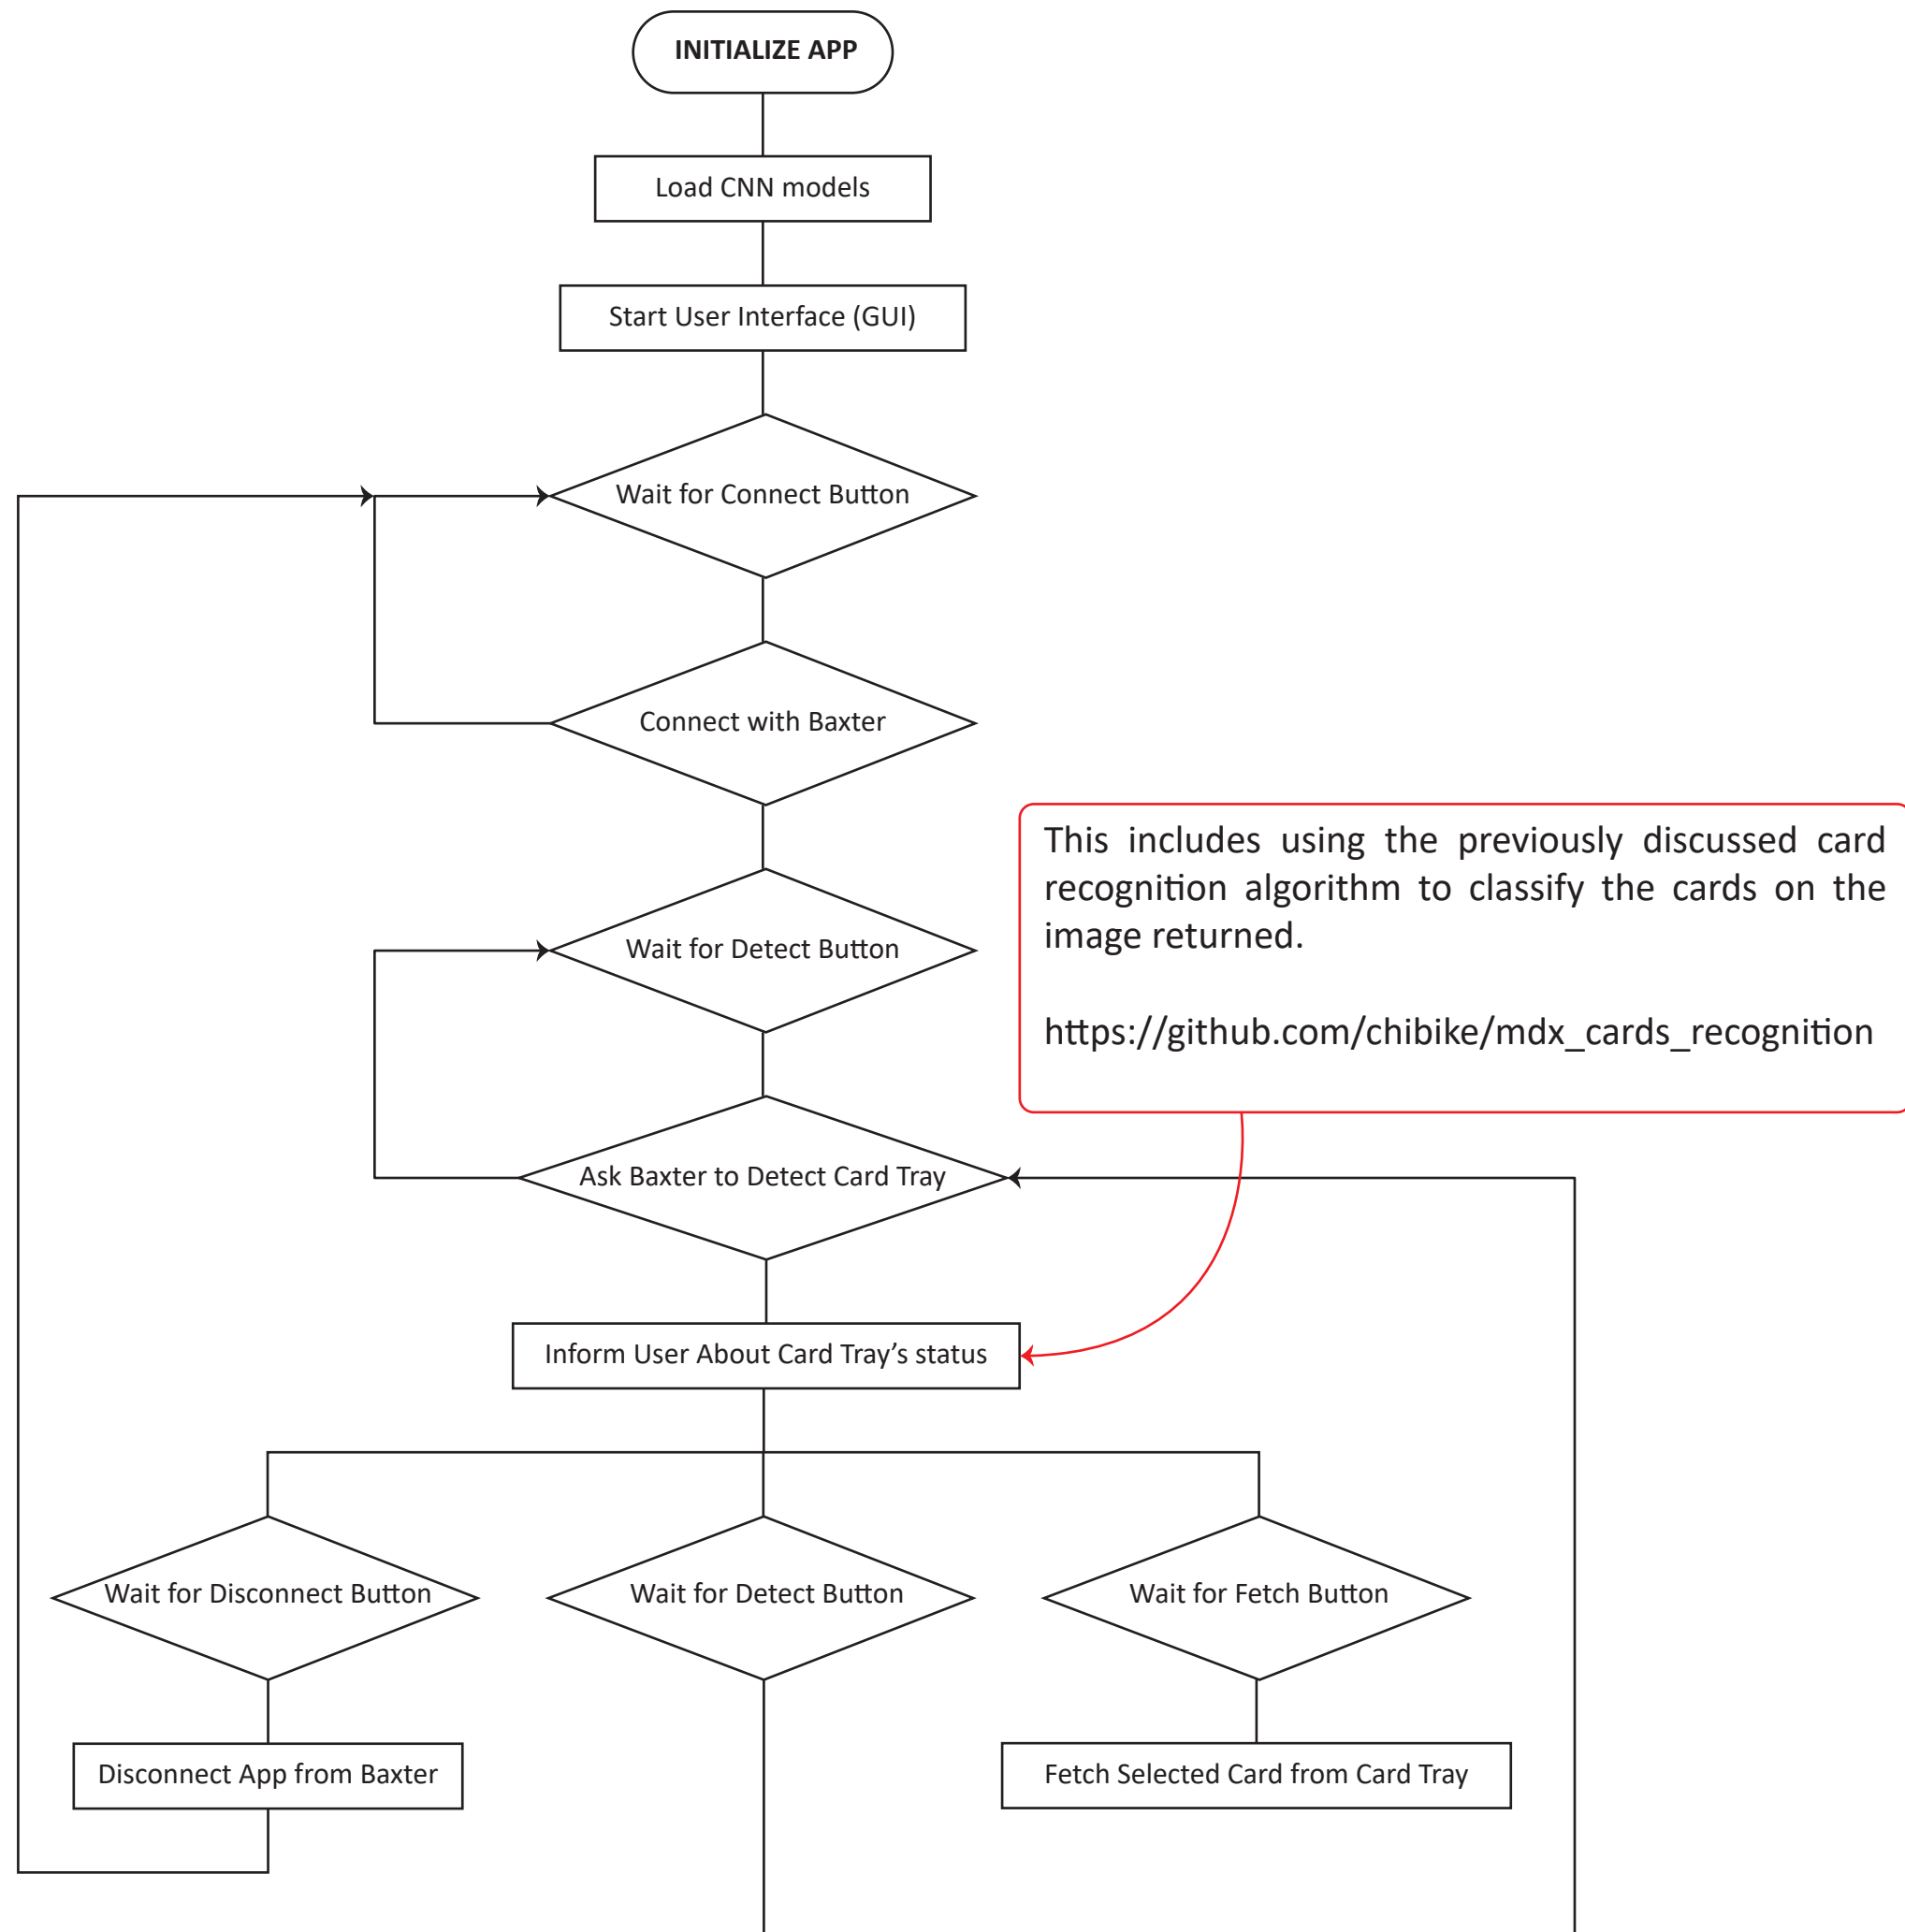 INITIALIZE APP
Load CNN models
Start User Interface (GUI)
Wait for Connect Button
Connect with Baxter
This includes using the previously discussed card
recognition algorithm to classify the cards on the
image returned.
https://github.com/chibike/mdx_cards_recognition
Wait for Detect Button
Ask Baxter to Detect Card Tray
Inform User About Card Tray’s status
Wait for Disconnect Button
Wait for Detect Button
Wait for Fetch Button
Disconnect App from Baxter
Fetch Selected Card from Card Tray